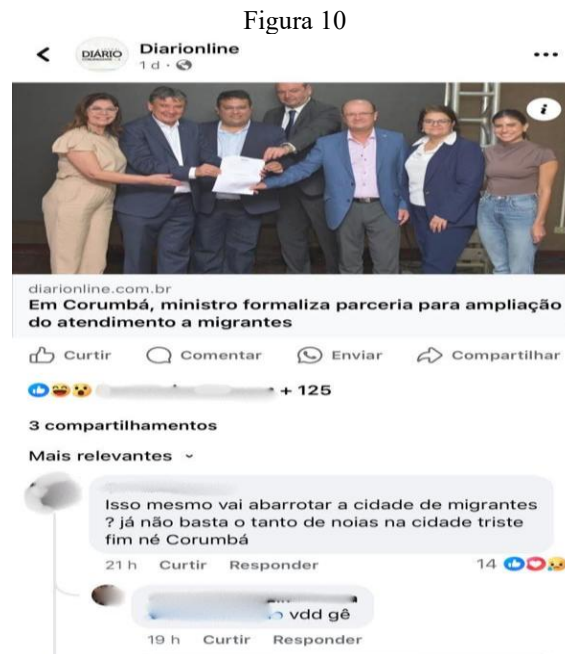 Figura 10
DIÁRIO
Diarionline
1 d ·
diarionline.com.br
Em Corumbá, ministro formaliza parceria para ampliação
do atendimento a migrantes
Curtir Comentar Enviar Compartilhar
+ 125
3 compartilhamentos
Mais relevantes
Isso mesmo vai abarrotar a cidade de migrantes
? já não basta o tanto de noias na cidade triste
fim né Corumbá
21 h Curtir Responder 14
vdd gê
19 h Curtir Responder